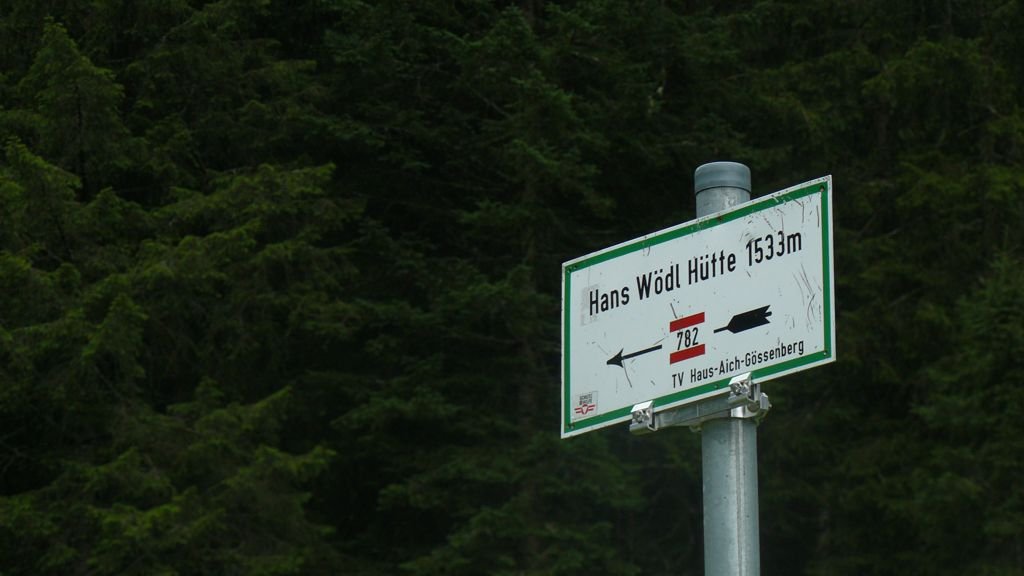 Hans Wödl Hütte 1533m
782
TV Haus-Aich-Gössenberg